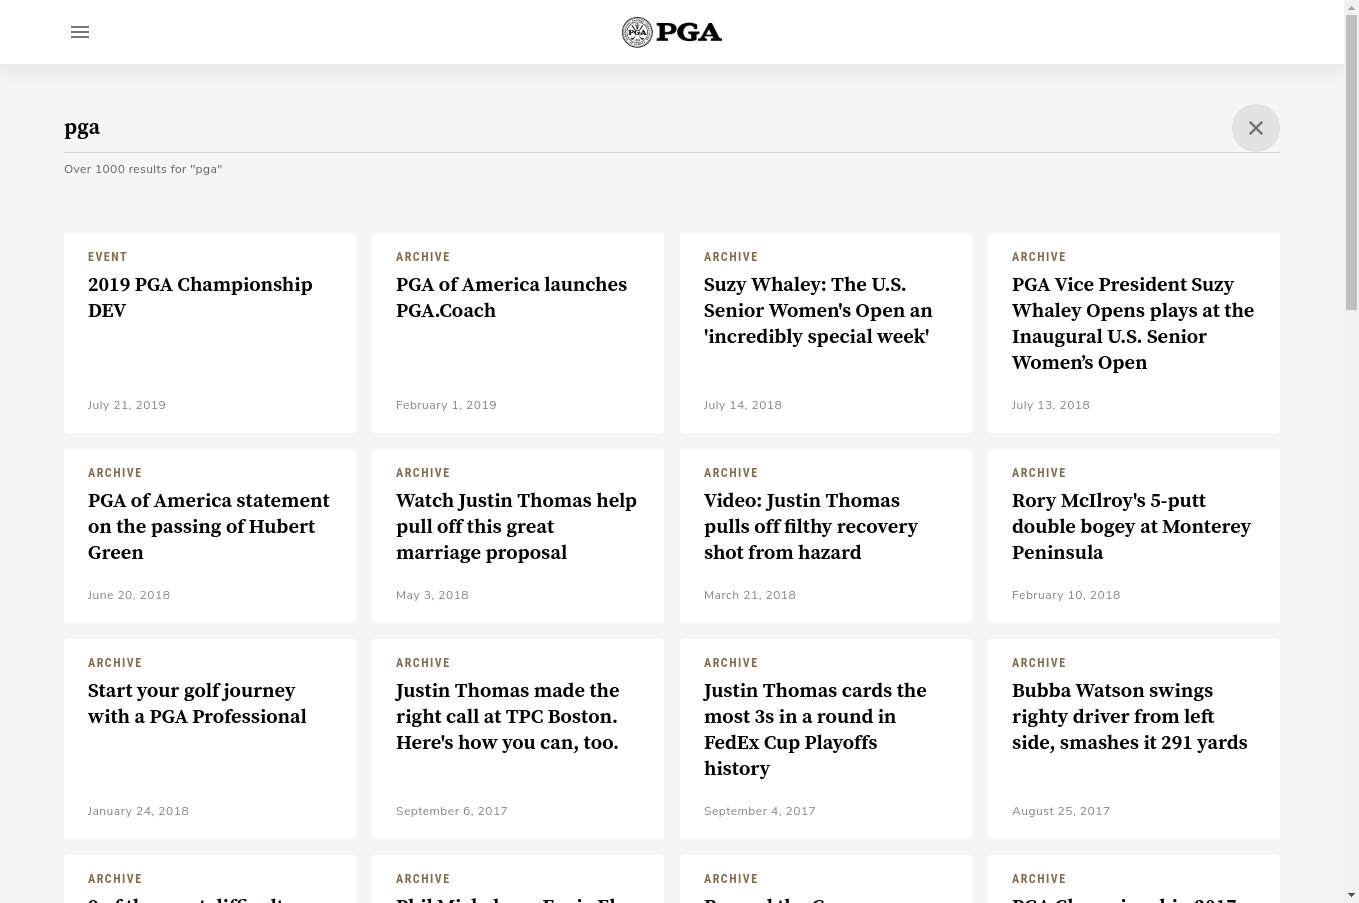 PGA
pga
Over 1000 results for "pga"
EVENT
2019 PGA Championship
DEV
July 21, 2019
ARCHIVE
PGA of America launches
PGA.Coach
February 1, 2019
ARCHIVE
Suzy Whaley: The U.S.
Senior Women's Open an
'incredibly special week'
July 14, 2018
ARCHIVE
PGA Vice President Suzy
Whaley Opens plays at the
Inaugural U.S. Senior
Women’s Open
July 13, 2018
ARCHIVE
PGA of America statement
on the passing of Hubert
Green
June 20, 2018
ARCHIVE
Watch Justin Thomas help
pull off this great
marriage proposal
May 3, 2018
ARCHIVE
Video: Justin Thomas
pulls off filthy recovery
shot from hazard
March 21, 2018
ARCHIVE
Rory McIlroy's 5-putt
double bogey at Monterey
Peninsula
February 10, 2018
ARCHIVE
Start your golf journey
with a PGA Professional
January 24, 2018
ARCHIVE
Justin Thomas made the
right call at TPC Boston.
Here's how you can, too.
September 6, 2017
ARCHIVE
Justin Thomas cards the
most 3s in a round in
FedEx Cup Playoffs
history
September 4, 2017
ARCHIVE
Bubba Watson swings
righty driver from left
side, smashes it 291 yards
August 25, 2017
ARCHIVE
ARCHIVE
ARCHIVE
ARCHIVE
PGA Championship 2017